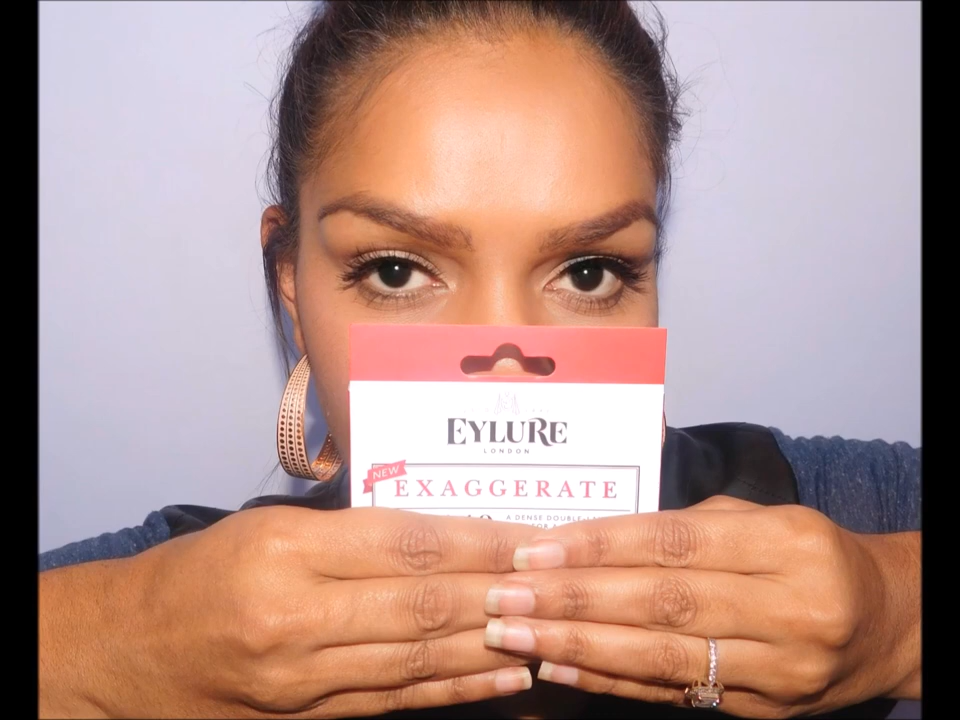 EYLURE
LONDON
NEW
EXAGGERATE
A DENSE DOUBLE-